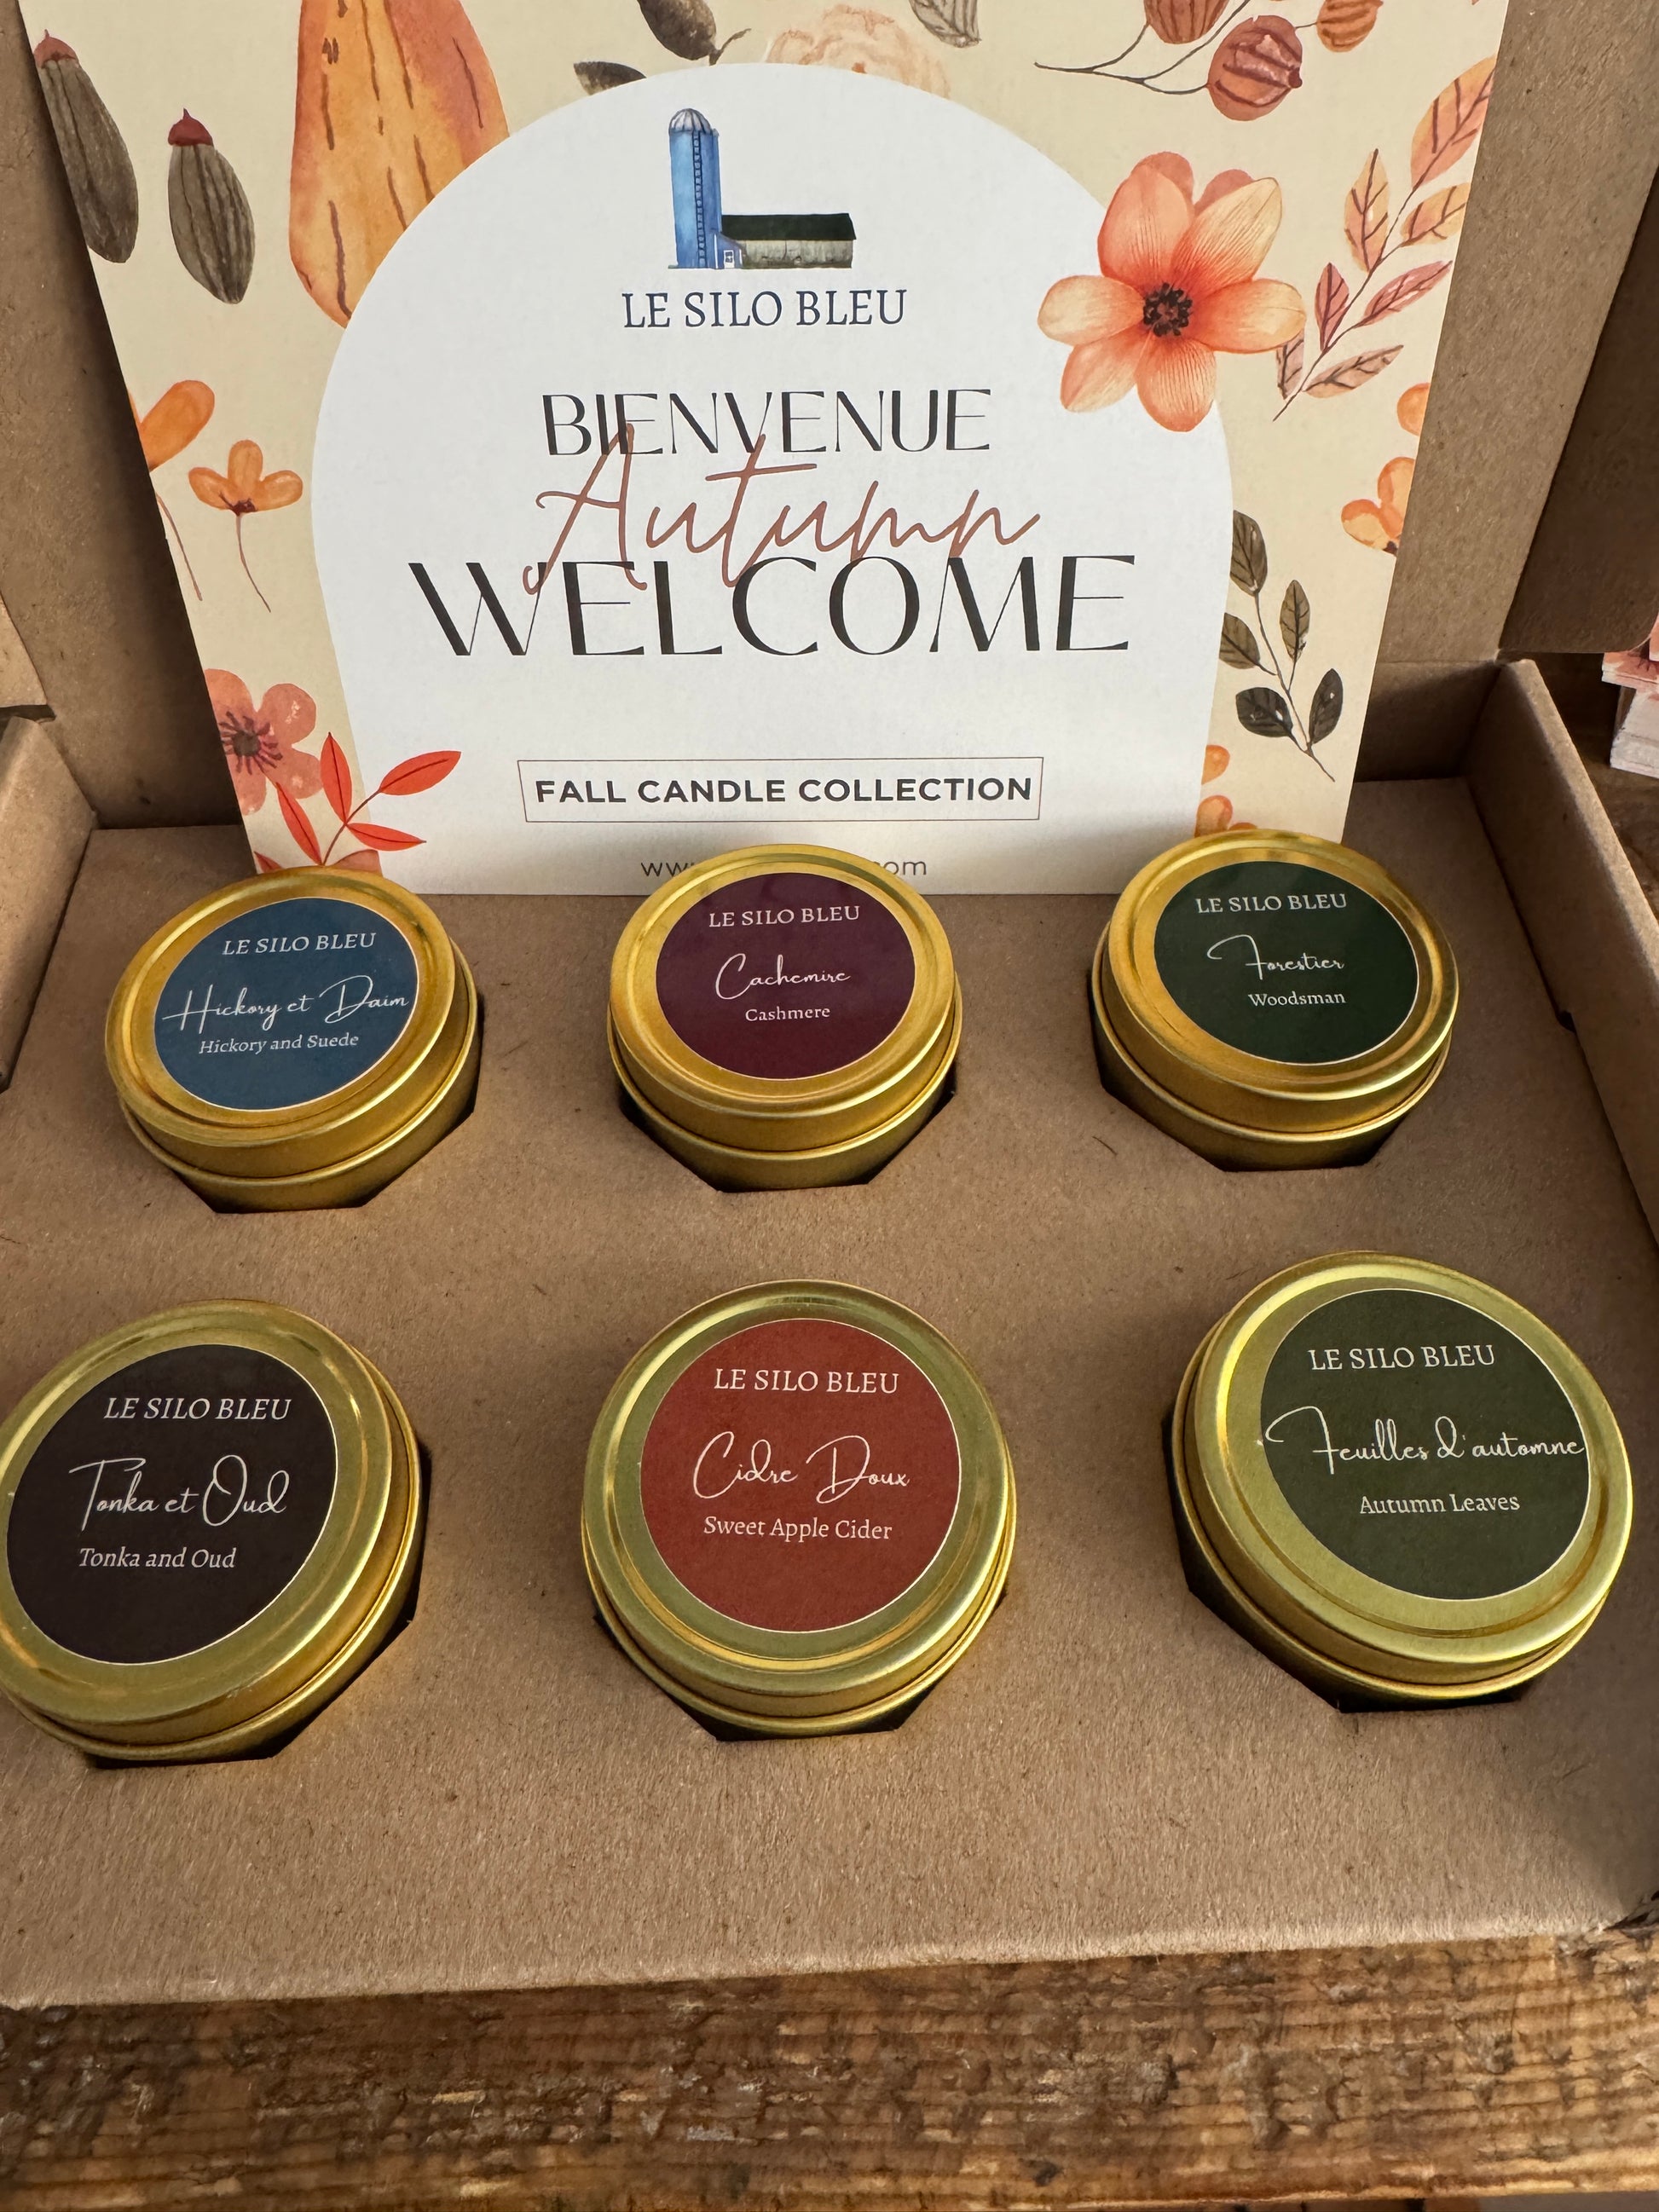 LE SILO BLEU
BIENVENUE
Autumn
WELCOME
FALL CANDLE COLLECTION
LE SILO BLEU
Hickory et Daim
Hickory and Suede
LE SILO BLEU
Cachemire
Cashmere
LE SILO BLEU
Forestier
Woodsman
LE SILO BLEU
Tonka et Oud
Tonka and Oud
LE SILO BLEU
Cidre Doux
Sweet Apple Cider
LE SILO BLEU
Feuilles d'automne
Autumn Leaves